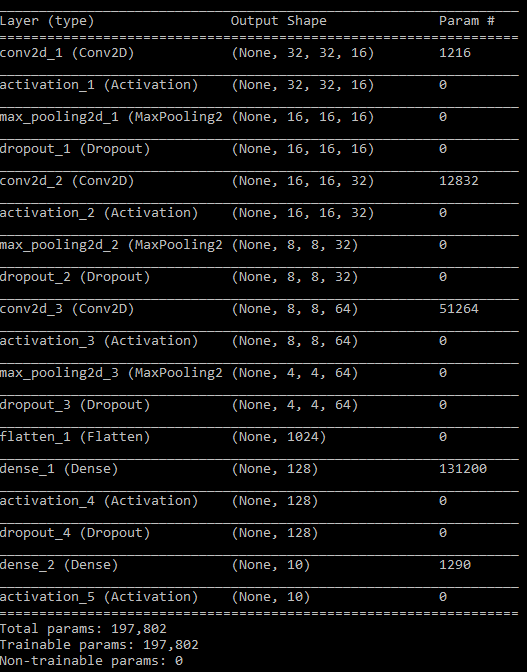 Layer (type) Output Shape Param #
=================================================================
conv2d_1 (Conv2D) (None, 32, 32, 16) 1216
activation_1 (Activation) (None, 32, 32, 16) 0
max_pooling2d_1 (MaxPooling2 (None, 16, 16, 16) 0
dropout_1 (Dropout) (None, 16, 16, 16) 0
conv2d_2 (Conv2D) (None, 16, 16, 32) 12832
activation_2 (Activation) (None, 16, 16, 32) 0
max_pooling2d_2 (MaxPooling2 (None, 8, 8, 32) 0
dropout_2 (Dropout) (None, 8, 8, 32) 0
conv2d_3 (Conv2D) (None, 8, 8, 64) 51264
activation_3 (Activation) (None, 8, 8, 64) 0
max_pooling2d_3 (MaxPooling2 (None, 4, 4, 64) 0
dropout_3 (Dropout) (None, 4, 4, 64) 0
flatten_1 (Flatten) (None, 1024) 0
dense_1 (Dense) (None, 128) 131200
activation_4 (Activation) (None, 128) 0
dropout_4 (Dropout) (None, 128) 0
dense_2 (Dense) (None, 10) 1290
activation_5 (Activation) (None, 10) 0
=================================================================
Total params: 197,802
Trainable params: 197,802
Non-trainable params: 0